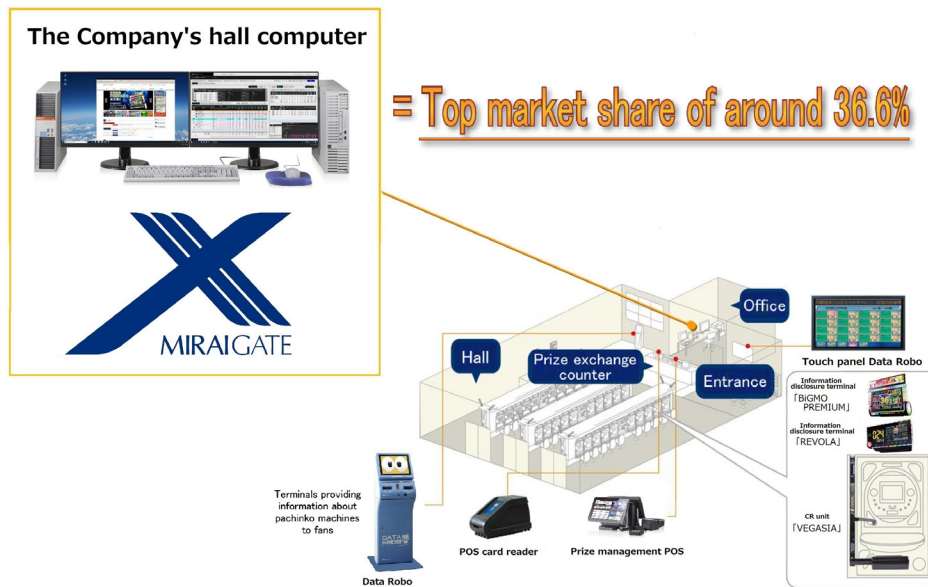 The Company's hall computer
= Top market share of around 36.6%
MIRAIGATE
Office
Hall
Prize exchange
counter
Entrance
Touch panel Data Robo
Information
disclosure terminal
「BiGMO
PREMIUM」
Information
disclosure terminal
「REVOLA」
CR unit
「VEGASIA」
Terminals providing
information about
pachinko machines
to fans
Data Robo
POS card reader
Prize management POS